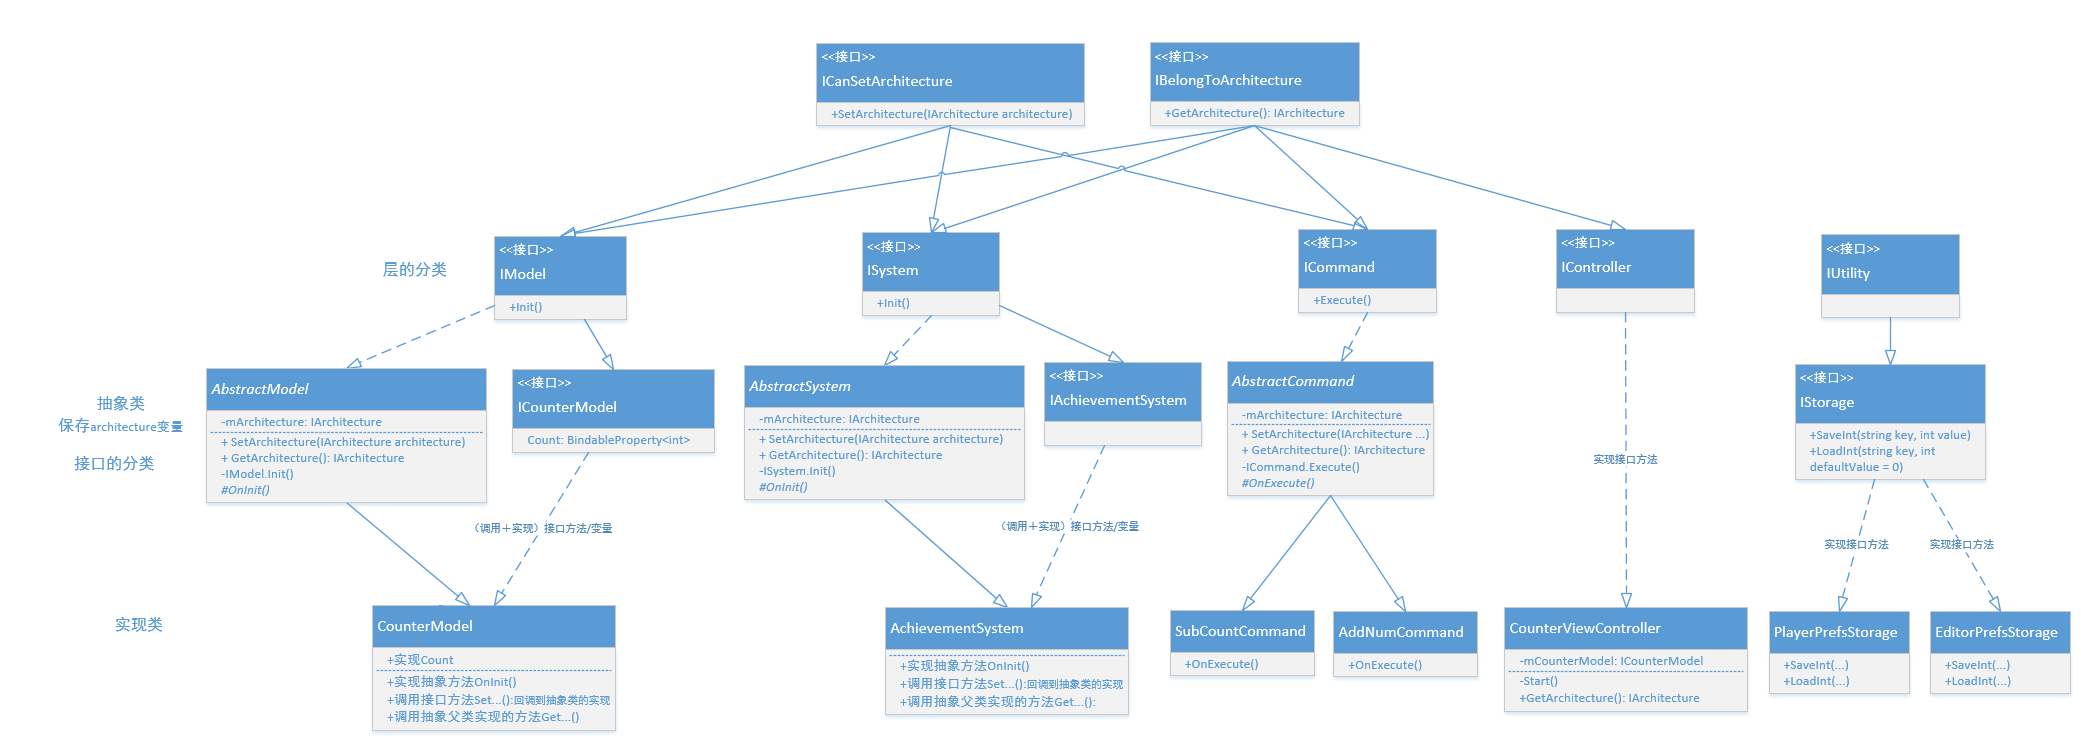 <<接口>>
ICanSetArchitecture
+SetArchitecture(IArchitecture architecture)
<<接口>>
IBelongToArchitecture
+GetArchitecture(): IArchitecture
层的分类
<<接口>>
IModel
+Init()
<<接口>>
ISystem
+Init()
<<接口>>
ICommand
+Execute()
<<接口>>
IController
<<接口>>
IUtility
抽象类
保存architecture变量
接口的分类
AbstractModel
-mArchitecture: IArchitecture
+ SetArchitecture(IArchitecture architecture)
+ GetArchitecture(): IArchitecture
-IModel.Init()
#OnInit()
<<接口>>
ICounterModel
Count: BindableProperty<int>
AbstractSystem
-mArchitecture: IArchitecture
+ SetArchitecture(IArchitecture architecture)
+ GetArchitecture(): IArchitecture
-ISystem.Init()
#OnInit()
<<接口>>
IAchievementSystem
AbstractCommand
-mArchitecture: IArchitecture
+ SetArchitecture(IArchitecture ...)
+ GetArchitecture(): IArchitecture
-ICommand.Execute()
#OnExecute()
实现接口方法
<<接口>>
IStorage
+SaveInt(string key, int value)
+LoadInt(string key, int
defaultValue = 0)
（调用＋实现）接口方法/变量
（调用＋实现）接口方法/变量
实现接口方法
实现接口方法
实现类
CounterModel
+实现Count
+实现抽象方法OnInit()
+调用接口方法Set...():回调到抽象类的实现
+调用抽象父类实现的方法Get...()
AchievementSystem
+实现抽象方法OnInit()
+调用接口方法Set...():回调到抽象类的实现
+调用抽象父类实现的方法Get...():
SubCountCommand
+OnExecute()
AddNumCommand
+OnExecute()
CounterViewController
-mCounterModel: ICounterModel
-Start()
+GetArchitecture(): IArchitecture
PlayerPrefsStorage
+SaveInt(...)
+LoadInt(...)
EditorPrefsStorage
+SaveInt(...)
+LoadInt(...)